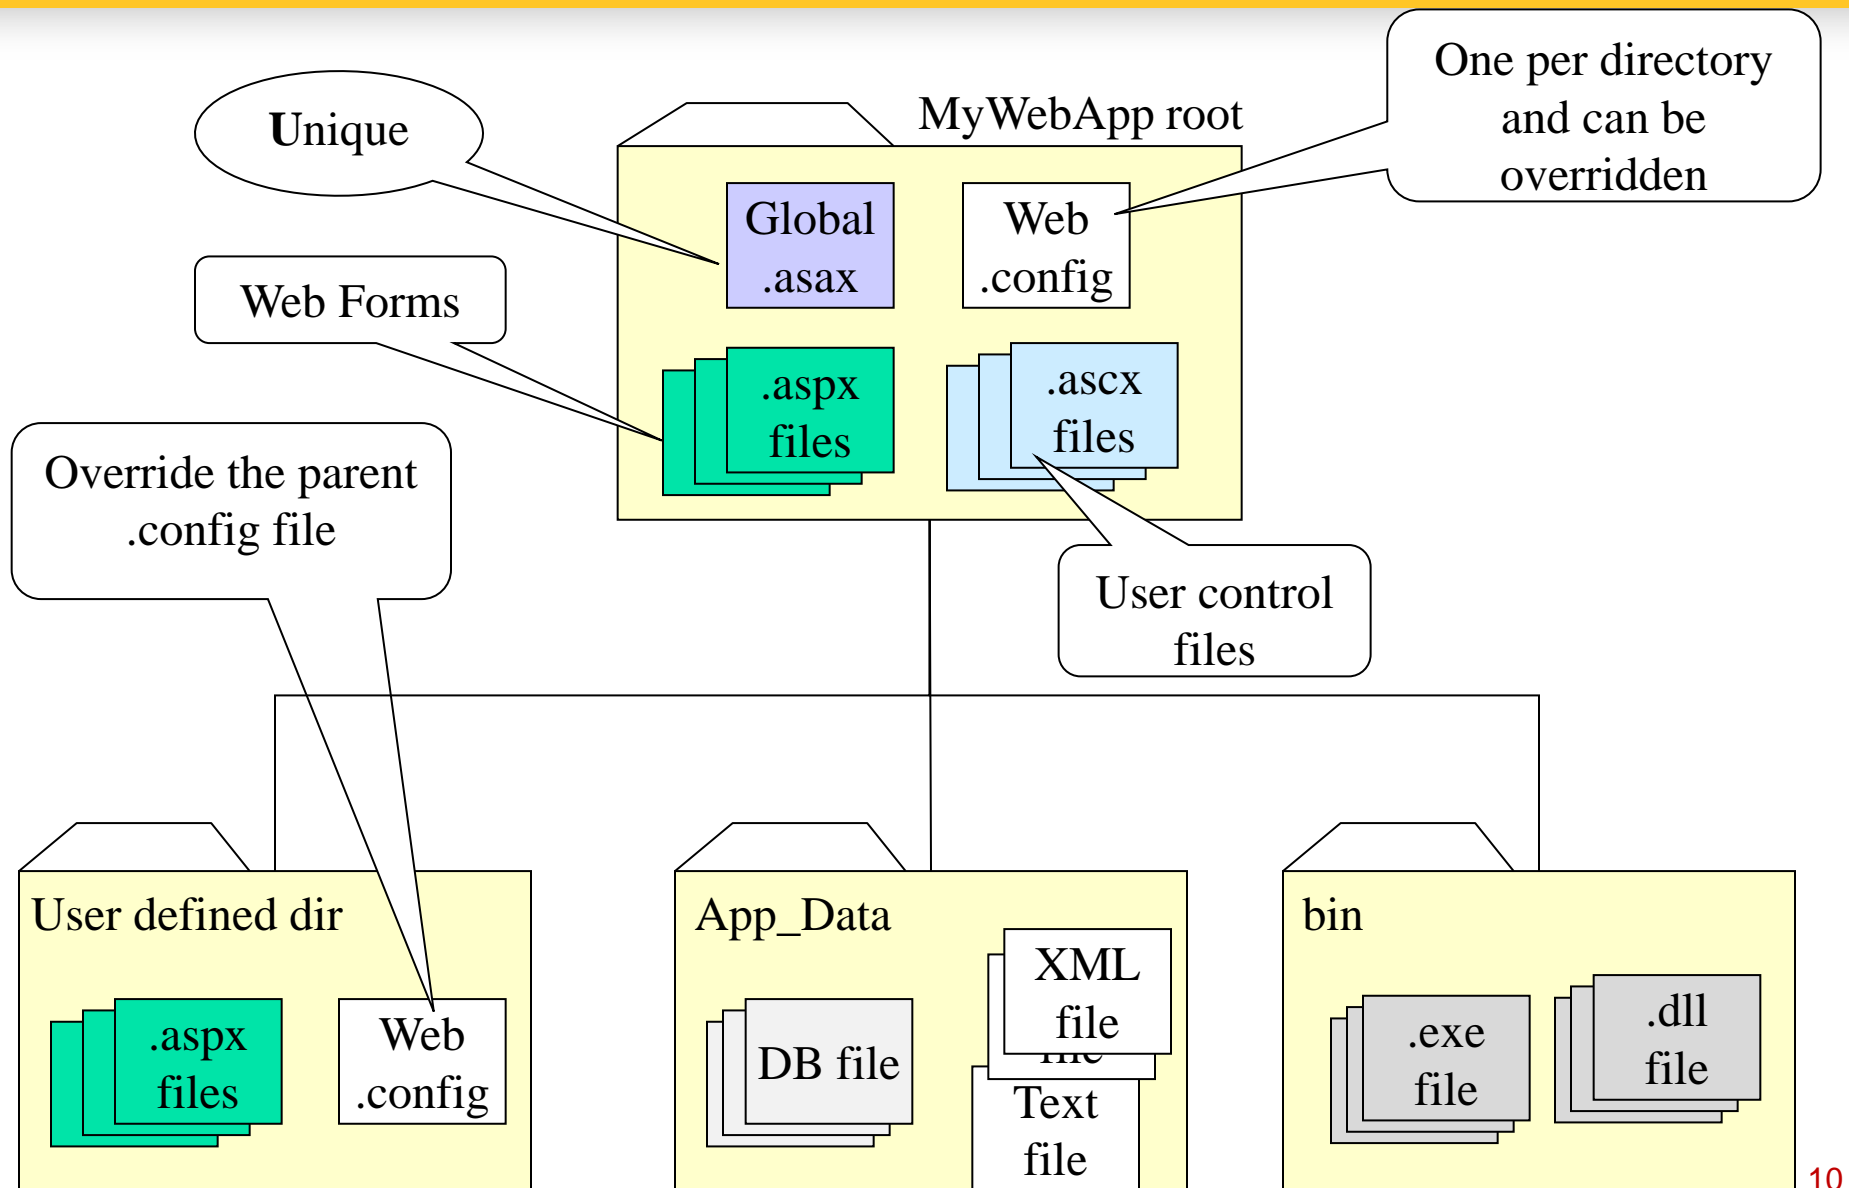 One per directory
and can be
overridden
MyWebApp root
Unique
Global
.asax
Web
.config
Web Forms
.aspx
files
.ascx
files
Override the parent
.config file
User control
files
User defined dir
.aspx
files
Web
.config
App_Data
DB file
XML
file
Text
file
bin
.exe
file
.dll
file
10